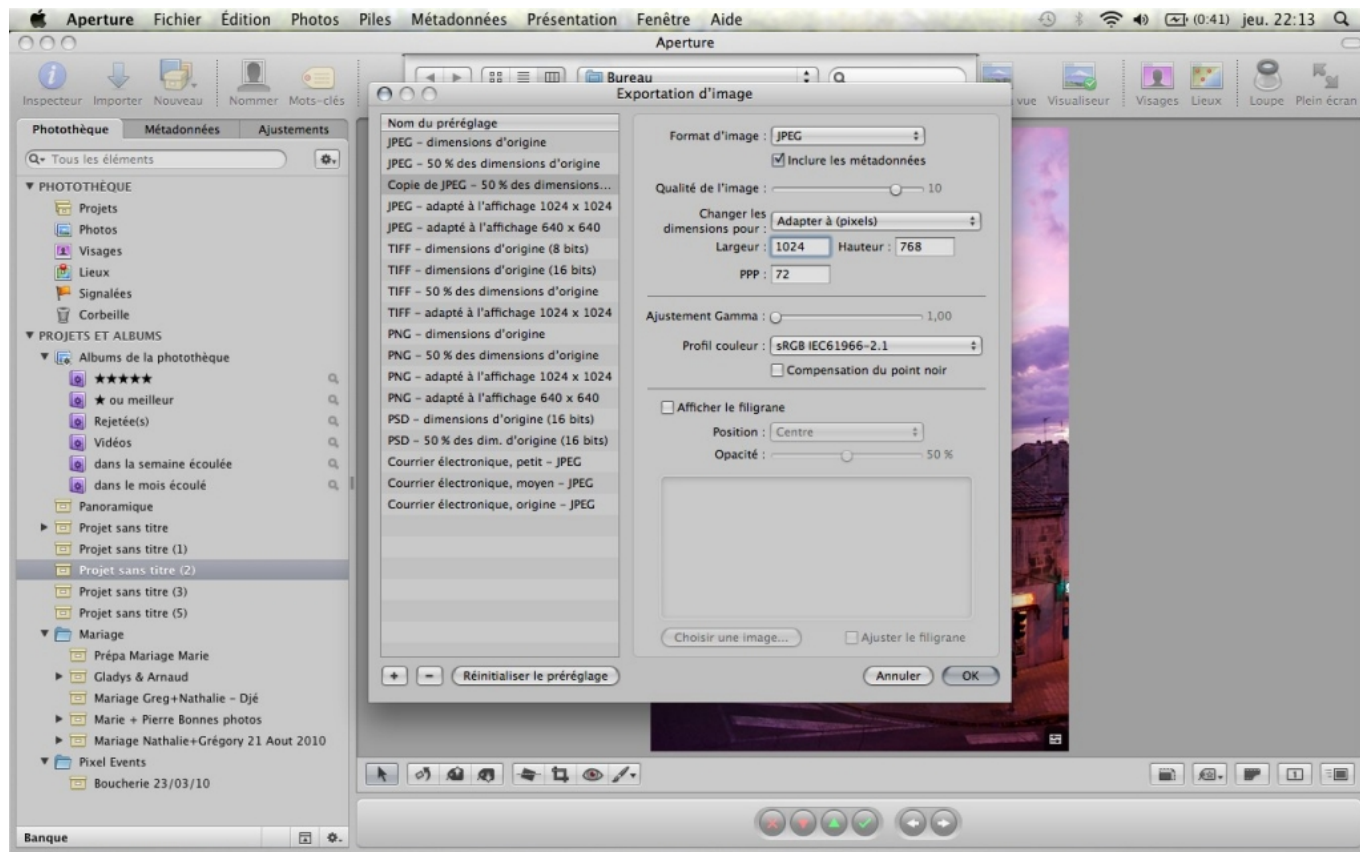 Aperture Fichier Édition Photos Piles Métadonnées Présentation Fenêtre Aide (0:41) jeu. 22:13
Aperture
Bureau
Inspecteur Importer Nouveau Nommer Mots-clés
vue Visualiseur Visages Lieux Loupe Plein écran
Photothèque Métadonnées Ajustements
Tous les éléments
PHOTOTHÈQUE
Projets
Photos
Visages
Lieux
Signalées
Corbeille
PROJETS ET ALBUMS
Albums de la photothèque
★★★★★
★ ou meilleur
Rejetée(s)
Vidéos
dans la semaine écoulée
dans le mois écoulé
Panoramique
Projet sans titre
Projet sans titre (1)
Projet sans titre (2)
Projet sans titre (3)
Projet sans titre (5)
Mariage
Prépa Mariage Marie
Gladys & Arnaud
Mariage Greg+Nathalie – Djé
Marie + Pierre Bonnes photos
Mariage Nathalie+Grégory 21 Aout 2010
Pixel Events
Boucherie 23/03/10
Banque
Exportation d'image
Nom du préréglage
JPEG – dimensions d'origine
JPEG – 50 % des dimensions d'origine
Copie de JPEG – 50 % des dimensions...
JPEG – adapté à l'affichage 1024 x 1024
JPEG – adapté à l'affichage 640 x 640
TIFF – dimensions d'origine (8 bits)
TIFF – dimensions d'origine (16 bits)
TIFF – 50 % des dimensions d'origine
TIFF – adapté à l'affichage 1024 x 1024
PNG – dimensions d'origine
PNG – 50 % des dimensions d'origine
PNG – adapté à l'affichage 1024 x 1024
PNG – adapté à l'affichage 640 x 640
PSD – dimensions d'origine (16 bits)
PSD – 50 % des dim. d'origine (16 bits)
Courrier électronique, petit – JPEG
Courrier électronique, moyen – JPEG
Courrier électronique, origine – JPEG
+ – Réinitialiser le préréglage
Format d'image : JPEG
Inclure les métadonnées
Qualité de l'image : 10
Changer les dimensions pour : Adapter à (pixels)
Largeur : 1024 Hauteur : 768
PPP : 72
Ajustement Gamma : 1,00
Profil couleur : sRGB IEC61966-2.1
Compensation du point noir
Afficher le filigrane
Position : Centre
Opacité : 50 %
Choisir une image... Ajuster le filigrane
Annuler OK
1